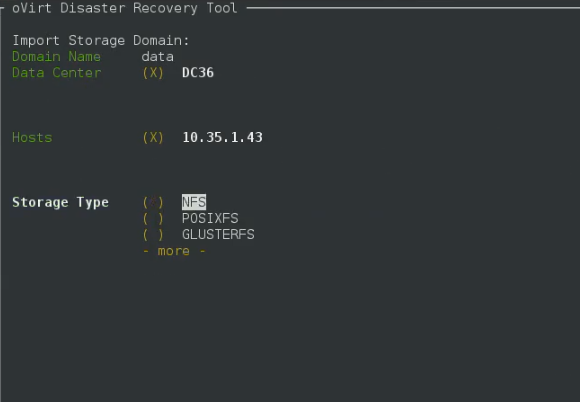 oVirt Disaster Recovery Tool
Import Storage Domain:
Domain Name data
Data Center (X) DC36
Hosts (X) 10.35.1.43
Storage Type ( ) NFS
( ) POSIXFS
( ) GLUSTERFS
- more -